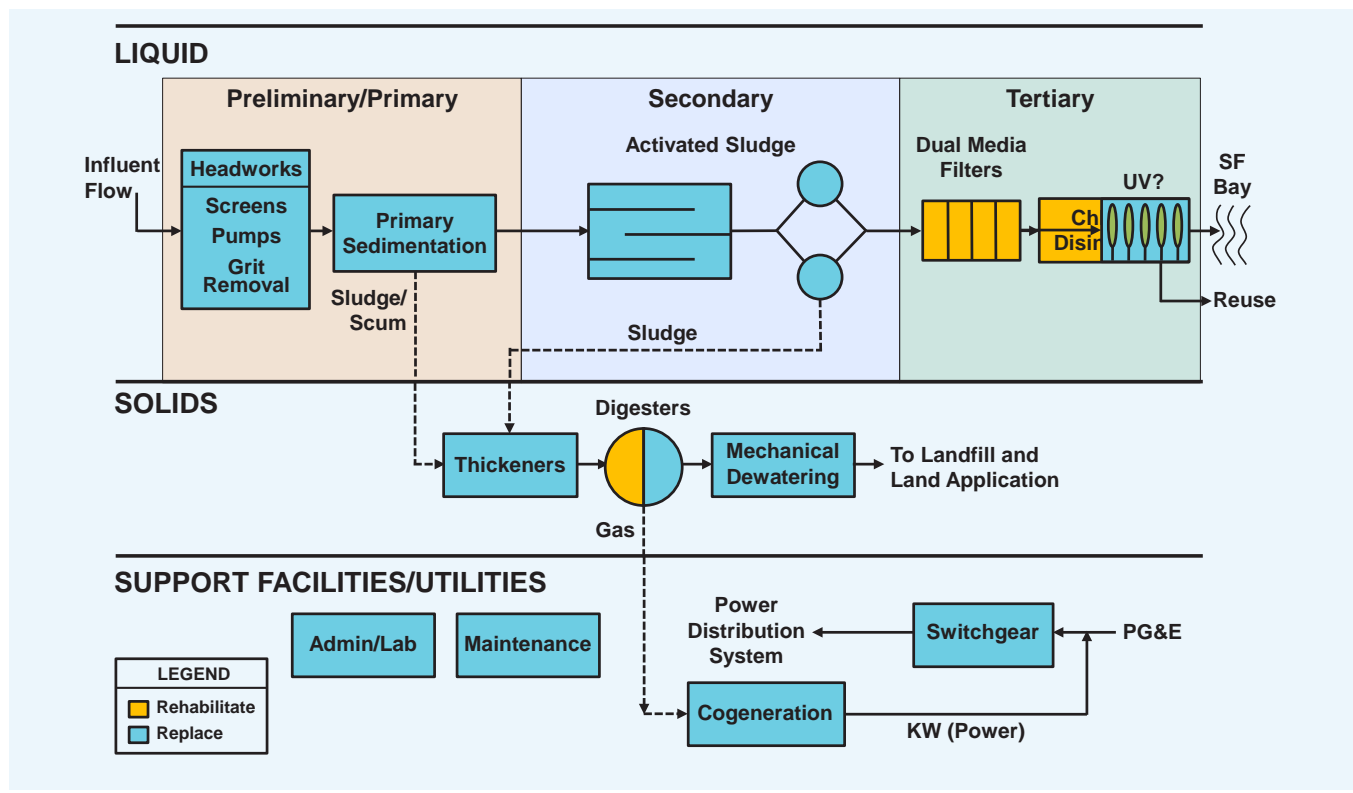 LIQUID
Preliminary/Primary
Secondary
Tertiary
Influent
Flow
Headworks
Screens
Pumps
Grit
Removal
Primary
Sedimentation
Sludge/
Scum
Activated Sludge
Sludge
Dual Media
Filters
UV?
SF
Bay
Reuse
SOLIDS
Thickeners
Digesters
Gas
Mechanical
Dewatering
To Landfill and
Land Application
SUPPORT FACILITIES/UTILITIES
Admin/Lab
Maintenance
Power
Distribution
System
Switchgear
PG&E
Cogeneration
KW (Power)
LEGEND
Rehabilitate
Replace